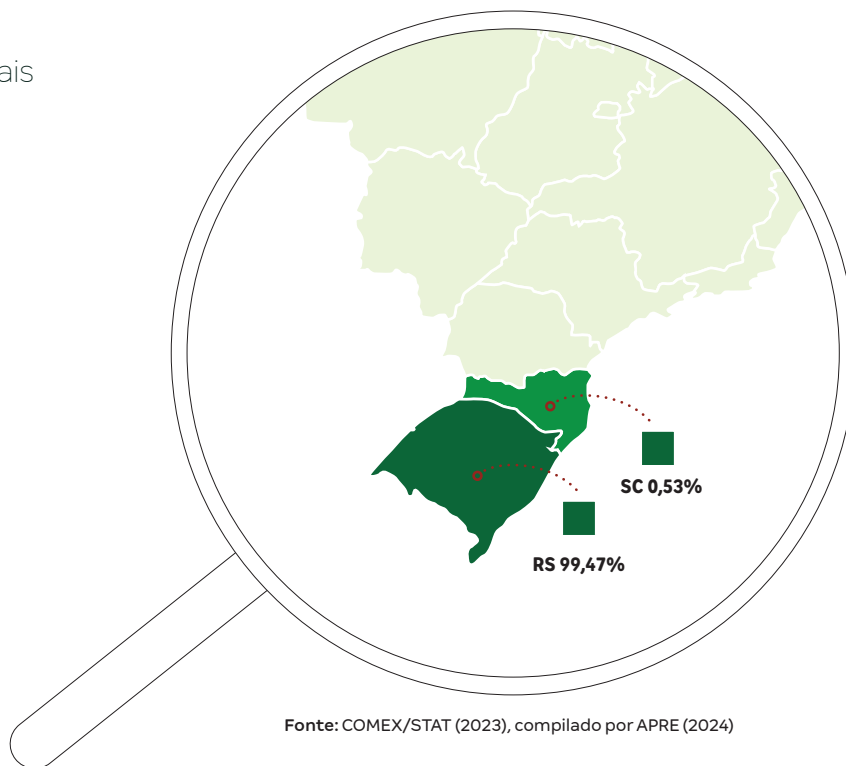 ais
SC 0,53%
RS 99,47%
Fonte: COMEX/STAT (2023), compilado por APRE (2024)